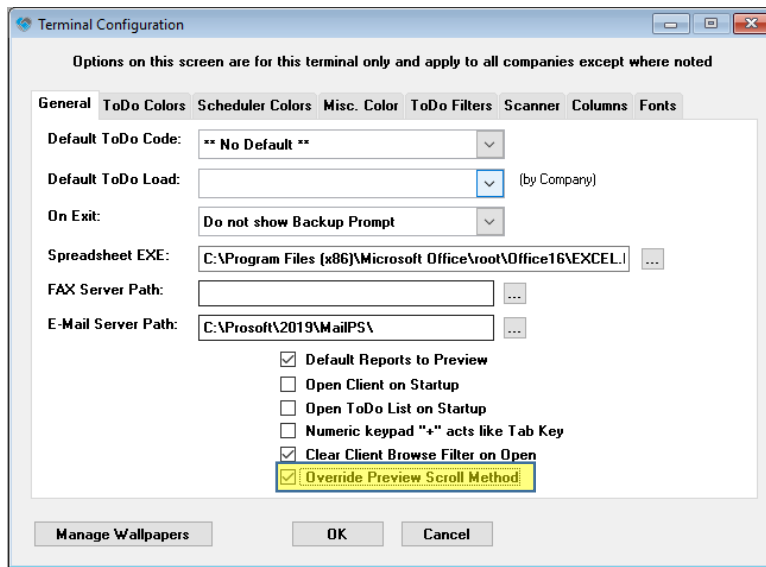 Terminal Configuration
Options on this screen are for this terminal only and apply to all companies except where noted
General ToDo Colors Scheduler Colors Misc. Color ToDo Filters Scanner Columns Fonts
Default ToDo Code: ** No Default **
Default ToDo Load: (by Company)
On Exit: Do not show Backup Prompt
Spreadsheet EXE: C:\Program Files (x86)\Microsoft Office\root\Office16\EXCEL.I ...
FAX Server Path: ...
E-Mail Server Path: C:\Prosoft\2019\MailPS\ ...
Default Reports to Preview
Open Client on Startup
Open ToDo List on Startup
Numeric keypad "+" acts like Tab Key
Clear Client Browse Filter on Open
Override Preview Scroll Method
Manage Wallpapers OK Cancel